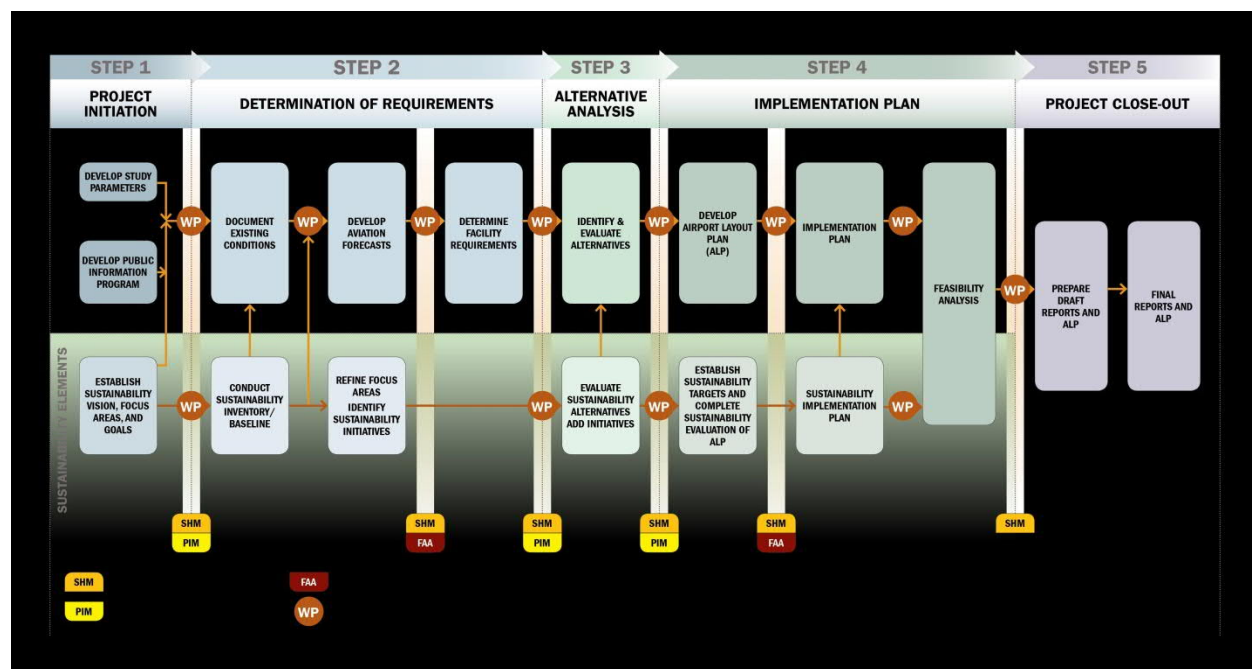 STEP 1
STEP 2
STEP 3
STEP 4
STEP 5
PROJECT
INITIATION
DETERMINATION OF REQUIREMENTS
ALTERNATIVE
ANALYSIS
IMPLEMENTATION PLAN
PROJECT CLOSE-OUT
DEVELOP STUDY
PARAMETERS
DEVELOP PUBLIC
INFORMATION
PROGRAM
WP
DOCUMENT
EXISTING
CONDITIONS
WP
DEVELOP
AVIATION
FORECASTS
WP
DETERMINE
FACILITY
REQUIREMENTS
WP
IDENTIFY &
EVALUATE
ALTERNATIVES
WP
DEVELOP
AIRPORT LAYOUT
PLAN
(ALP)
WP
IMPLEMENTATION
PLAN
WP
FEASIBILITY
ANALYSIS
WP
PREPARE
DRAFT
REPORTS AND
ALP
FINAL
REPORTS AND
ALP
SUSTAINABILITY ELEMENTS
ESTABLISH
SUSTAINABILITY
VISION, FOCUS
AREAS, AND
GOALS
WP
CONDUCT
SUSTAINABILITY
INVENTORY/
BASELINE
REFINE FOCUS
AREAS
IDENTIFY
SUSTAINABILITY
INITIATIVES
WP
EVALUATE
SUSTAINABILITY
ALTERNATIVES
ADD INITIATIVES
WP
ESTABLISH
SUSTAINABILITY
TARGETS AND
COMPLETE
SUSTAINABILITY
EVALUATION OF
ALP
SUSTAINABILITY
IMPLEMENTATION
PLAN
WP
SHM
PIM
SHM
FAA
SHM
PIM
SHM
PIM
SHM
FAA
SHM
SHM
PIM
FAA
WP